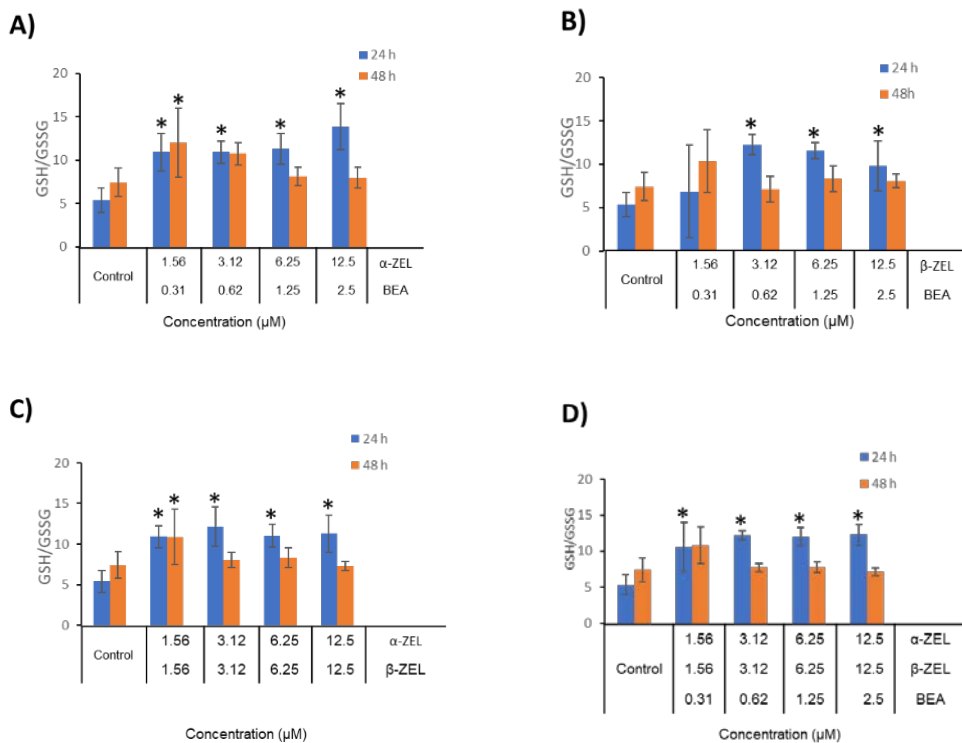 A)
24 h
48 h
GSH/GSSG
20
15
10
5
0
* * * * *
Control 1.56 3.12 6.25 12.5 α-ZEL
0.31 0.62 1.25 2.5 BEA
Concentration (µM)
B)
24 h
48h
GSH/GSSG
20
15
10
5
0
* * *
Control 1.56 3.12 6.25 12.5 β-ZEL
0.31 0.62 1.25 2.5 BEA
Concentration (µM)
C)
24 h
48 h
GSH/GSSG
20
15
10
5
0
* * * * *
Control 1.56 3.12 6.25 12.5 α-ZEL
1.56 3.12 6.25 12.5 β-ZEL
Concentration (µM)
D)
24 h
48 h
GSH/GSSG
20
15
10
5
0
* * * *
Control 1.56 3.12 6.25 12.5 α-ZEL
1.56 3.12 6.25 12.5 β-ZEL
0.31 0.62 1.25 2.5 BEA
Concentration (µM)